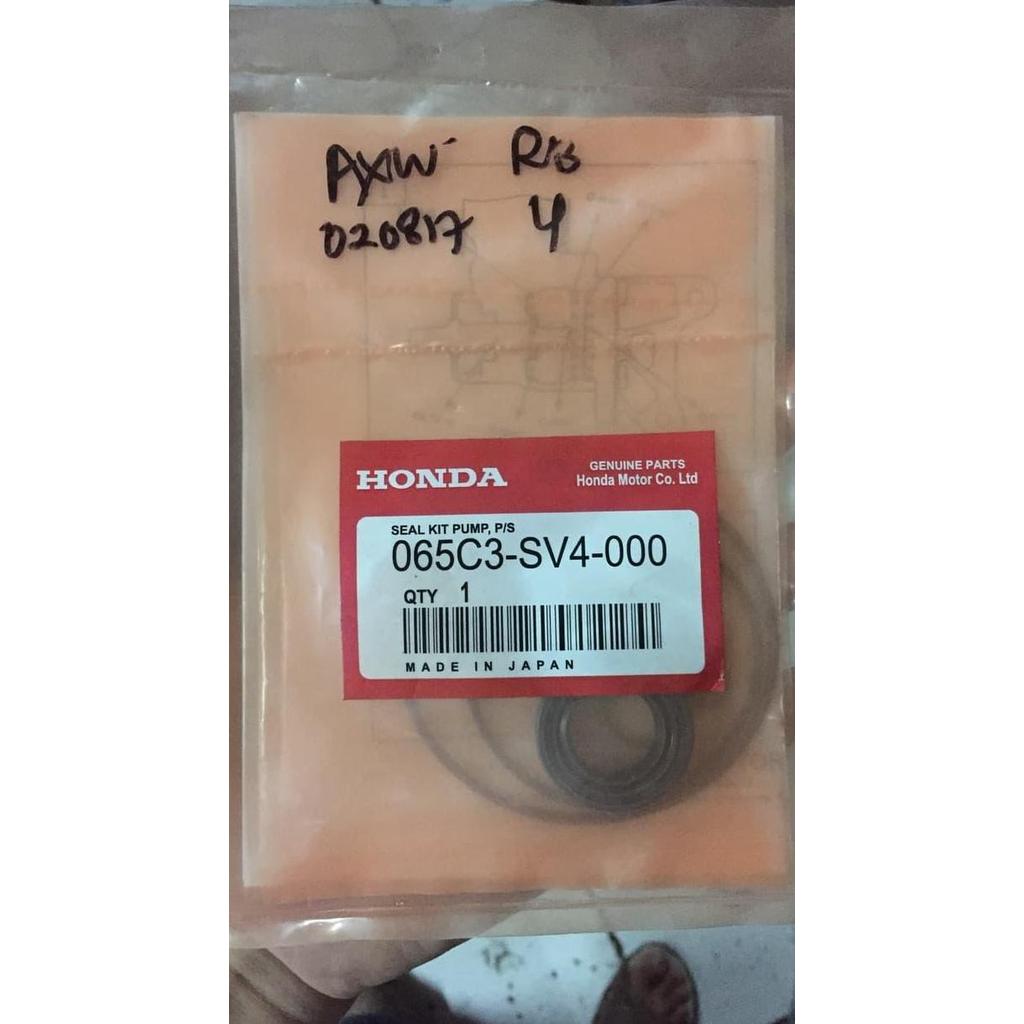 020817 4
HONDA
GENUINE PARTS
Honda Motor Co. Ltd
SEAL KIT PUMP, P/S
065C3-SV4-000
QTY 1
MADE IN JAPAN